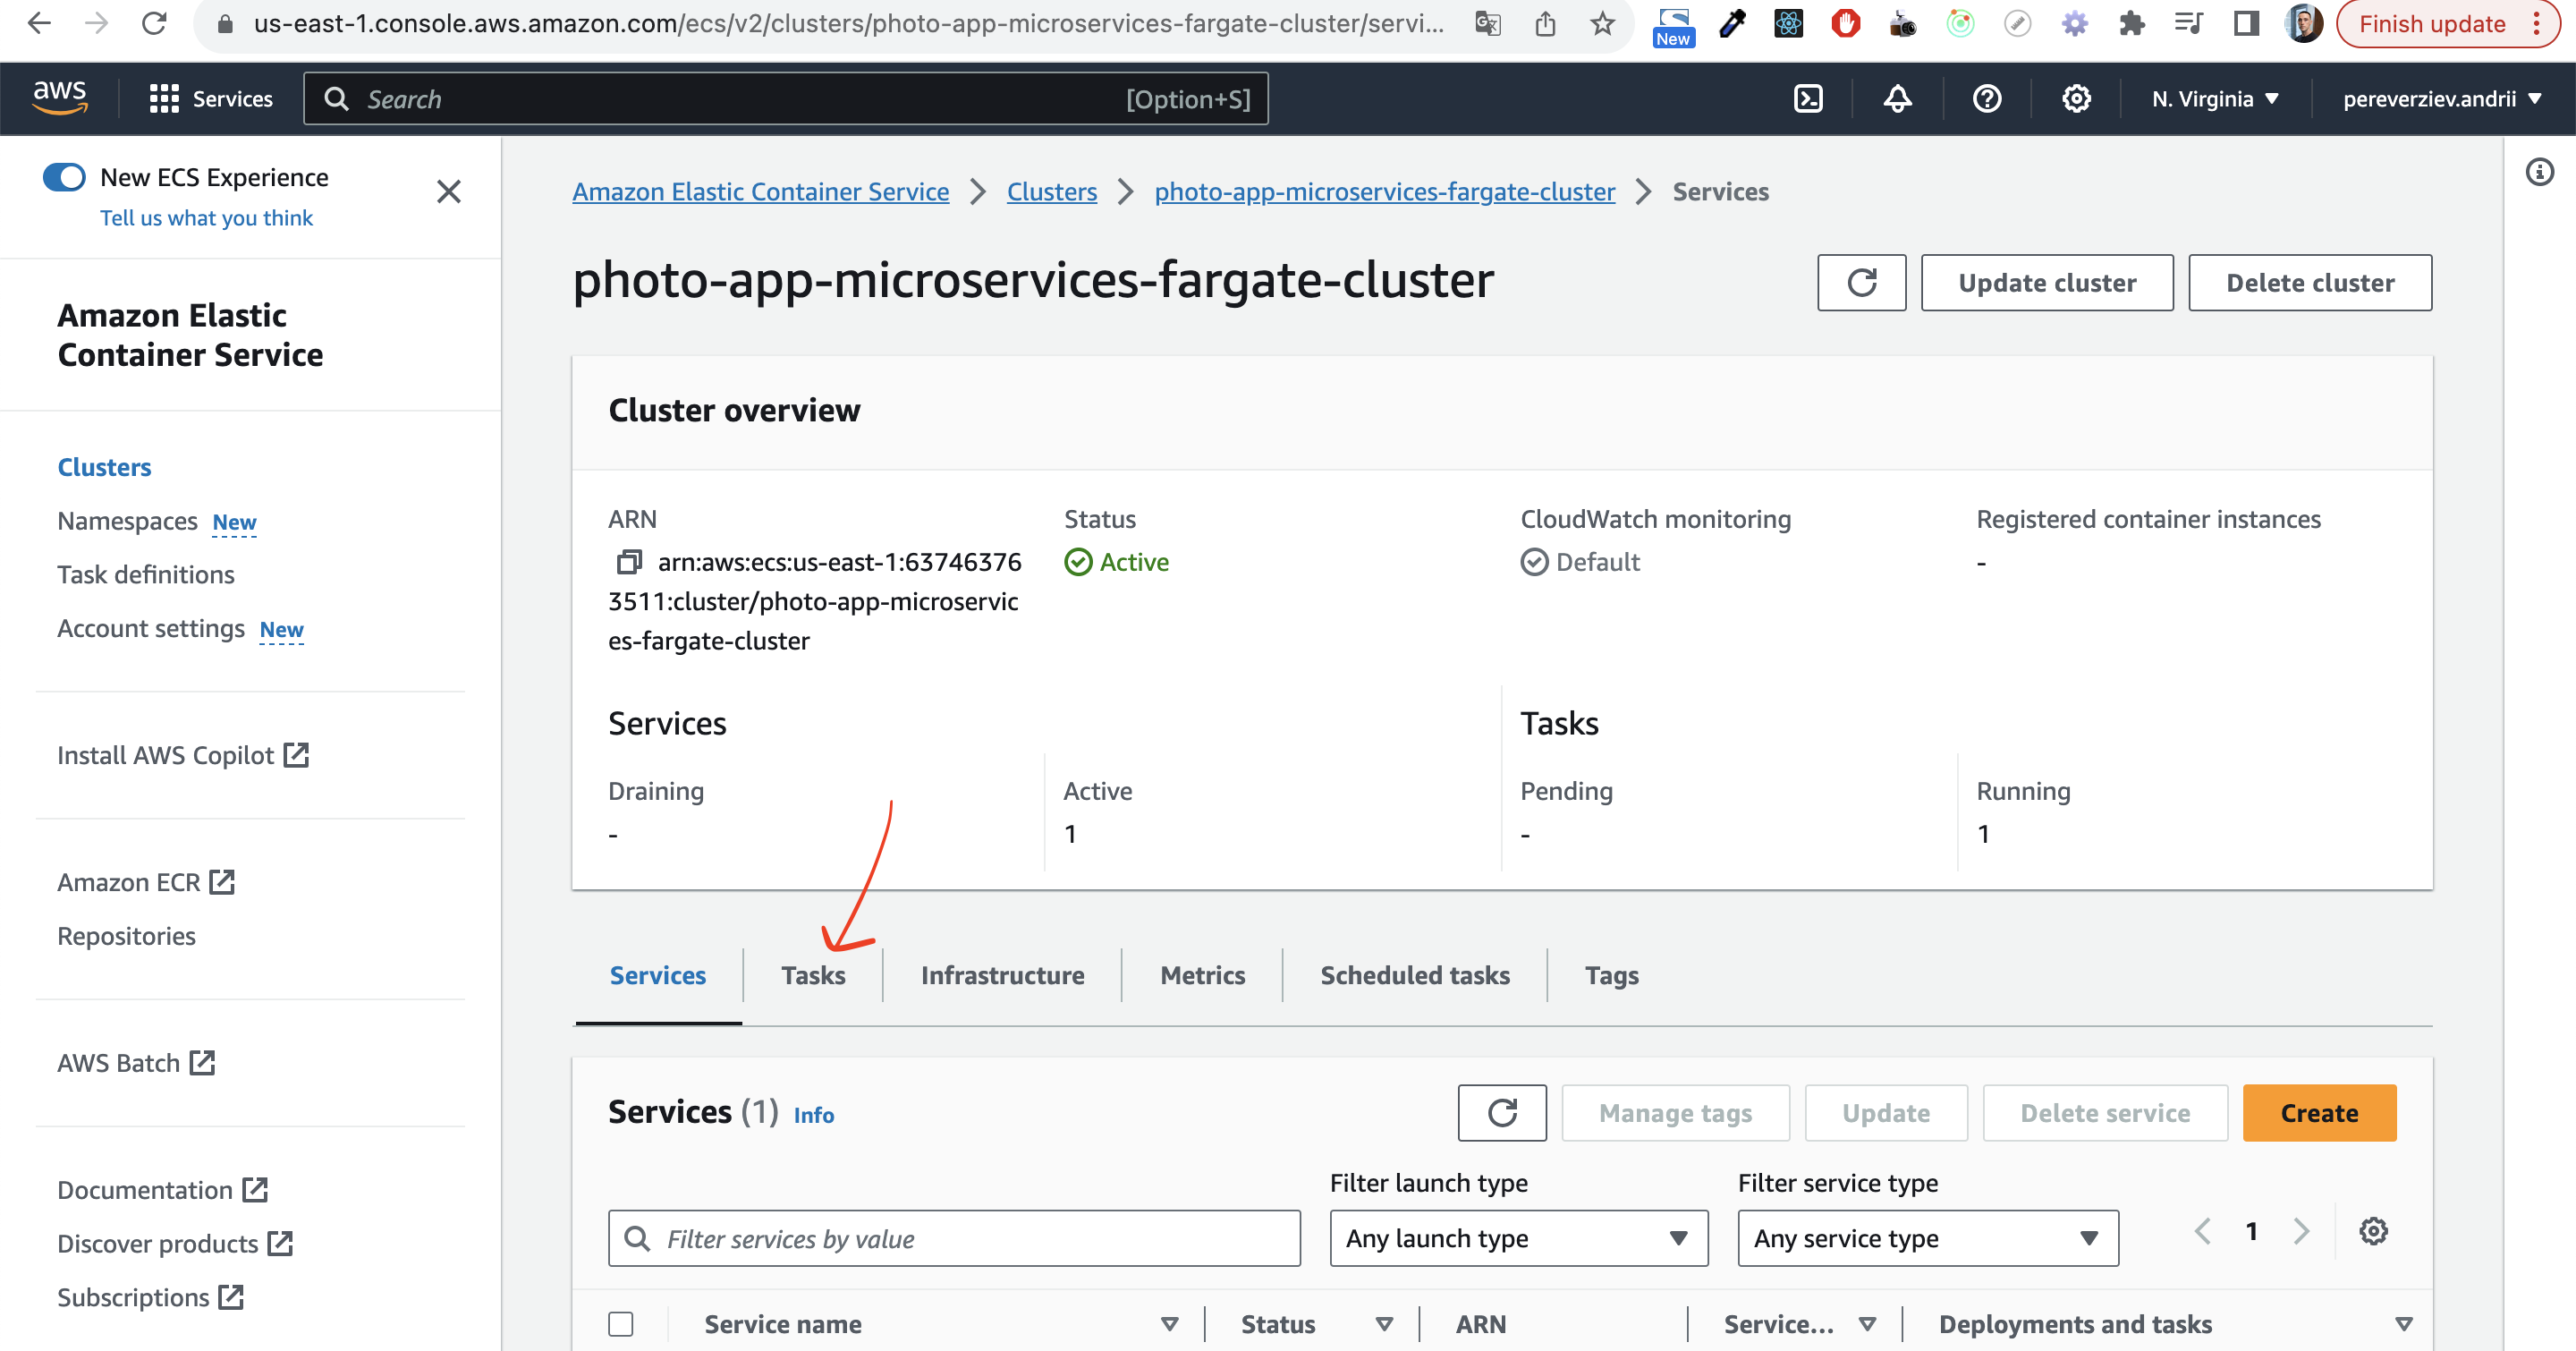 us-east-1.console.aws.amazon.com/ecs/v2/clusters/photo-app-microservices-fargate-cluster/servi...
New
Finish update
aws
Services
Search
[Option+S]
N. Virginia
pereverziev.andrii
New ECS Experience
Tell us what you think
Amazon Elastic
Container Service
Clusters
Namespaces New
Task definitions
Account settings New
Install AWS Copilot
Amazon ECR
Repositories
AWS Batch
Documentation
Discover products
Subscriptions
Amazon Elastic Container Service
Clusters
photo-app-microservices-fargate-cluster
Services
photo-app-microservices-fargate-cluster
Update cluster
Delete cluster
Cluster overview
ARN
arn:aws:ecs:us-east-1:63746376
3511:cluster/photo-app-microservic
es-fargate-cluster
Status
Active
CloudWatch monitoring
Default
Registered container instances
-
Services
Draining
-
Active
1
Tasks
Pending
-
Running
1
Services
Tasks
Infrastructure
Metrics
Scheduled tasks
Tags
Services (1) Info
Manage tags
Update
Delete service
Create
Filter services by value
Filter launch type
Any launch type
Filter service type
Any service type
1
Service name
Status
ARN
Service...
Deployments and tasks